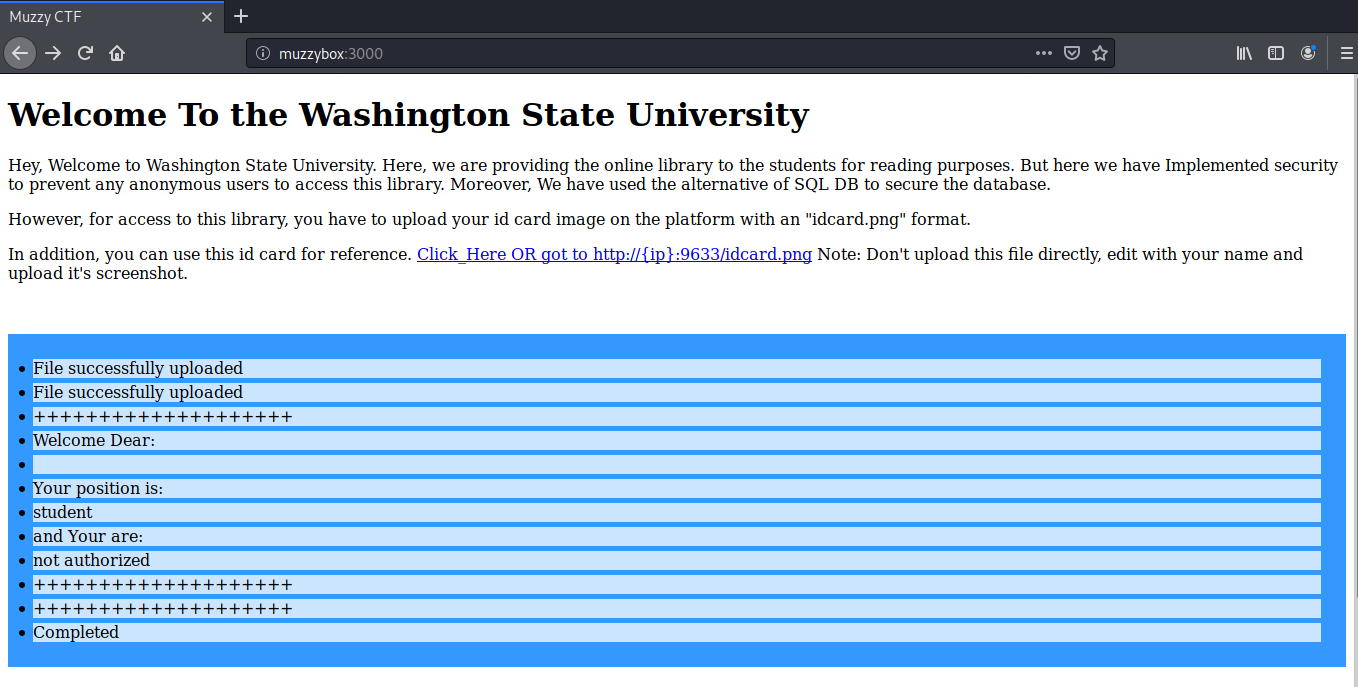 Muzzy CTF
muzzybox:3000
Welcome To the Washington State University
Hey, Welcome to Washington State University. Here, we are providing the online library to the students for reading purposes. But here we have Implemented security
to prevent any anonymous users to access this library. Moreover, We have used the alternative of SQL DB to secure the database.
However, for access to this library, you have to upload your id card image on the platform with an "idcard.png" format.
In addition, you can use this id card for reference. Click_Here OR got to http://{ip}:9633/idcard.png Note: Don't upload this file directly, edit with your name and
upload it's screenshot.
File successfully uploaded
File successfully uploaded
++++++++++++++++++++
Welcome Dear:
Your position is:
student
and Your are:
not authorized
++++++++++++++++++++
++++++++++++++++++++
Completed